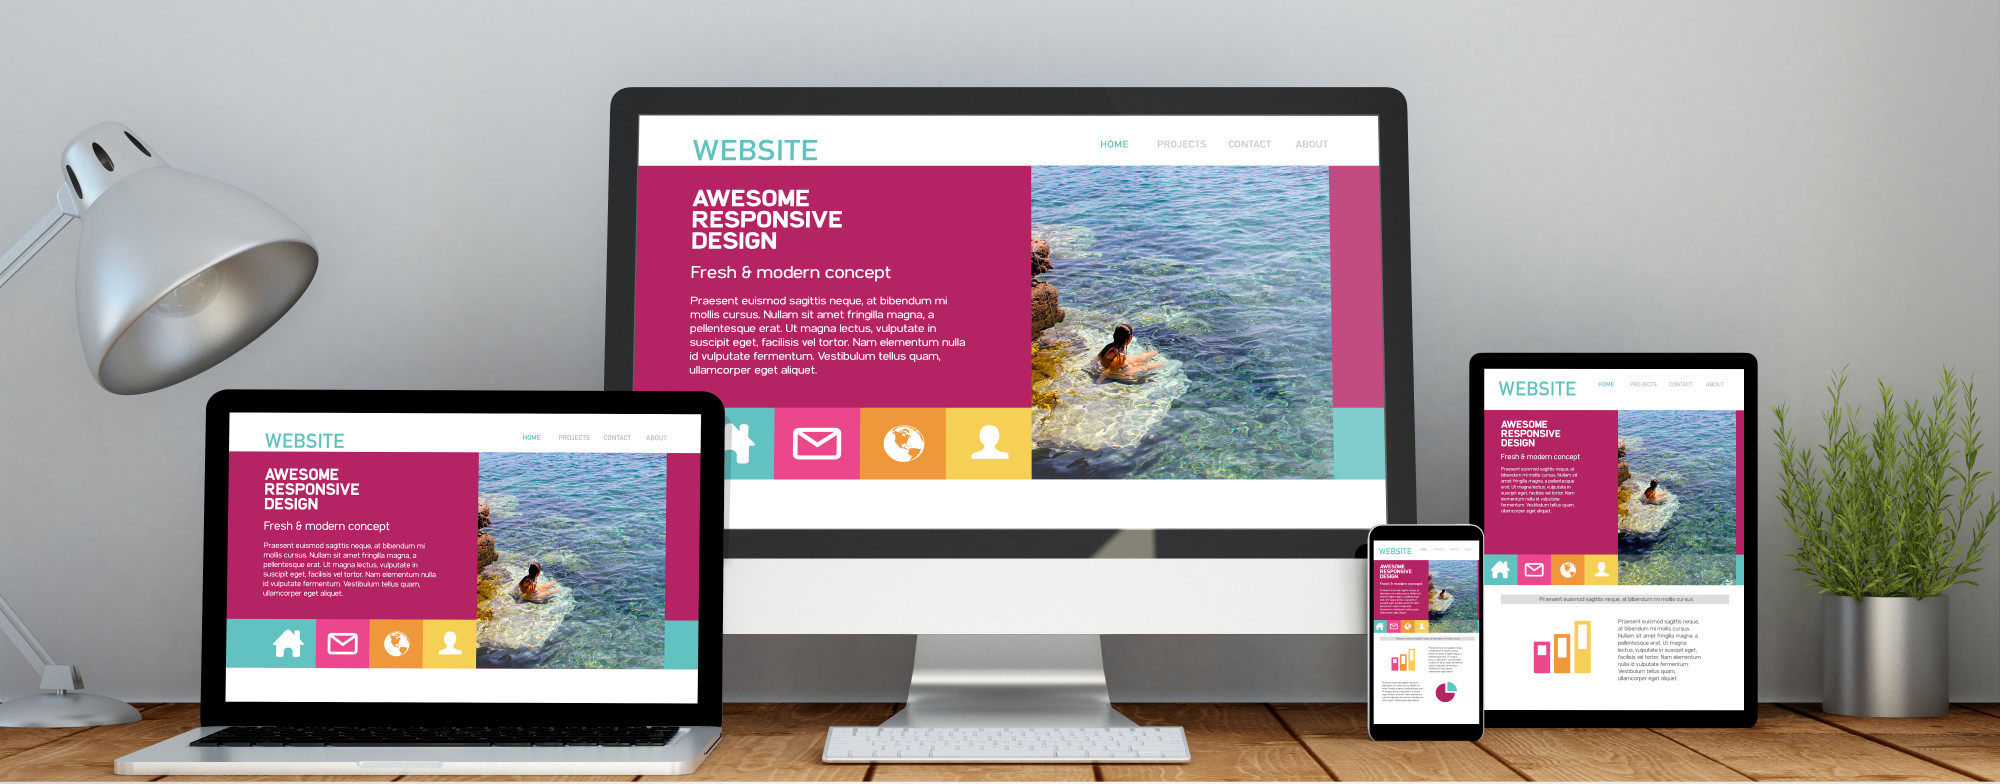 WEBSITE
HOME PROJECTS CONTACT ABOUT
AWESOME
RESPONSIVE
DESIGN
Fresh & modern concept
Praesent euismod sagittis neque, at bibendum mi
mollis cursus. Nullam sit amet fringilla magna, a
pellentesque erat. Ut magna lectus, vulputate in
suscipit eget, facilisis vel tortor. Nam elementum nulla
id vulputate fermentum. Vestibulum tellus quam,
ullamcorper eget aliquet.
WEBSITE
HOME PROJECTS CONTACT ABOUT
AWESOME
RESPONSIVE
DESIGN
Fresh & modern concept
Praesent euismod sagittis neque, at bibendum mi
mollis cursus. Nullam sit amet fringilla magna, a
pellentesque erat. Ut magna lectus, vulputate in
suscipit eget, facilisis vel tortor. Nam elementum nulla
id vulputate fermentum. Vestibulum tellus quam,
ullamcorper eget aliquet.
WEBSITE
AWESOME
RESPONSIVE
DESIGN
Fresh & modern concept
WEBSITE
HOME PROJECTS CONTACT ABOUT
AWESOME
RESPONSIVE
DESIGN
Fresh & modern concept
Praesent euismod sagittis neque, at
bibendum mi mollis cursus. Nullam sit
amet fringilla magna, a pellentesque
erat. Ut magna lectus, vulputate in
suscipit eget, facilisis vel tortor. Nam
elementum nulla id vulputate
fermentum. Vestibulum tellus quam,
ullamcorper eget aliquet.
Praesent euismod sagittis neque, at bibendum mi mollis cursus.
Praesent euismod sagittis neque,
at bibendum mi mollis cursus.
Nullam sit amet fringilla magna, a
pellentesque erat. Ut magna
lectus, vulputate in suscipit eget,
facilisis vel tortor. Nam elementum
nulla id vulputate fermentum.
Vestibulum tellus quam,
ullamcorper eget aliquet.